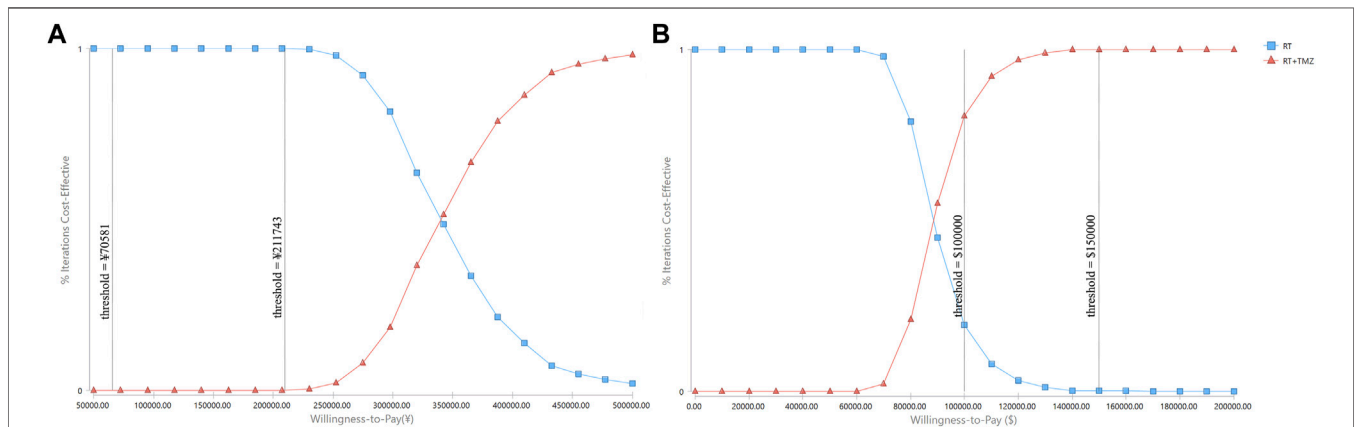 A
1
% Iterations Cost-Effective
threshold = ¥70581
threshold = ¥211743
0
50000.00 100000.00 150000.00 200000.00 250000.00 300000.00 350000.00 400000.00 450000.00 500000.00
Willingness-to-Pay(¥)
B
1
% Iterations Cost-Effective
threshold = $100000
threshold = $150000
0
0.00 20000.00 40000.00 60000.00 80000.00 100000.00 120000.00 140000.00 160000.00 180000.00 200000.00
Willingness-to-Pay ($)
RT
RT+TMZ